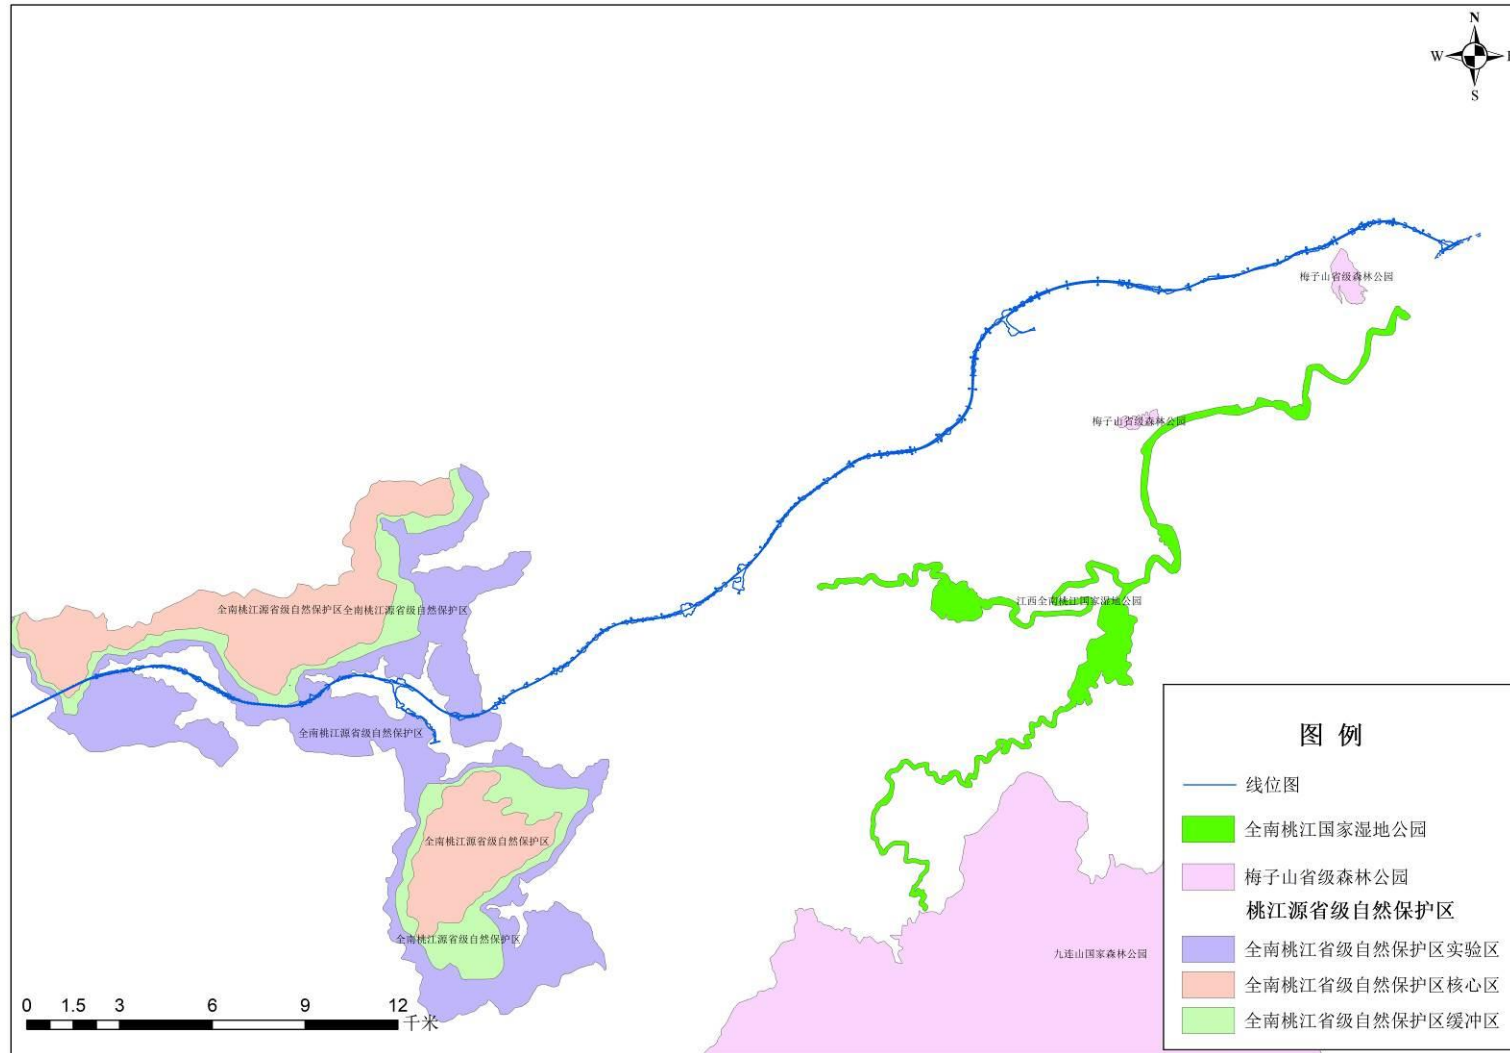 N
W
E
S
梅子山省级森林公园
梅子山省级森林公园
全南桃江源省级自然保护区
全南桃江源省级自然保护区
江西全南桃江国家湿地公园
全南桃江源省级自然保护区
全南桃江源省级自然保护区
全南桃江源省级自然保护区
九连山国家森林公园
0 1.5 3 6 9 12
千米
图 例
线位图
全南桃江国家湿地公园
梅子山省级森林公园
桃江源省级自然保护区
全南桃江省级自然保护区实验区
全南桃江省级自然保护区核心区
全南桃江省级自然保护区缓冲区